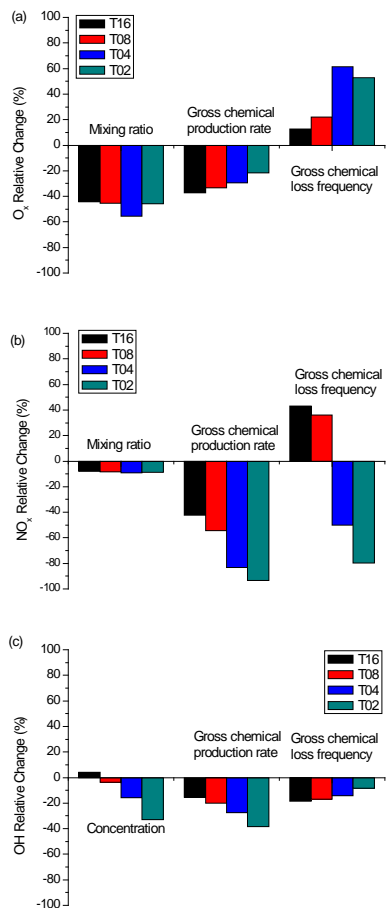 (a)
T16
T08
T04
T02
Mixing ratio
Gross chemical
production rate
Gross chemical
loss frequency
Oₓ Relative Change (%)
100
80
60
40
20
0
-20
-40
-60
-80
-100
(b)
T16
T08
T04
T02
Mixing ratio
Gross chemical
production rate
Gross chemical
loss frequency
NOₓ Relative Change (%)
100
80
60
40
20
0
-20
-40
-60
-80
-100
(c)
T16
T08
T04
T02
Concentration
Gross chemical
production rate
Gross chemical
loss frequency
OH Relative Change (%)
100
80
60
40
20
0
-20
-40
-60
-80
-100